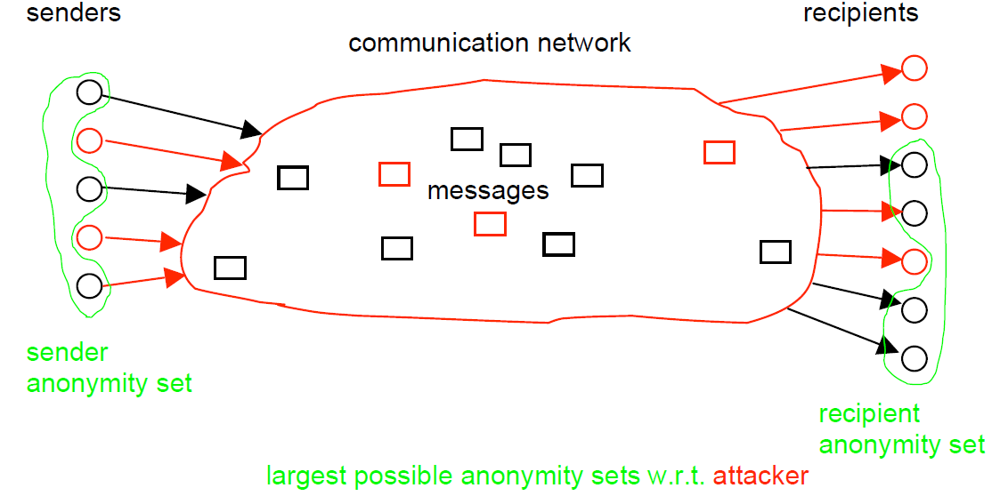 senders
recipients
communication network
messages
sender
anonymity set
recipient
anonymity set
largest possible anonymity sets w.r.t. attacker